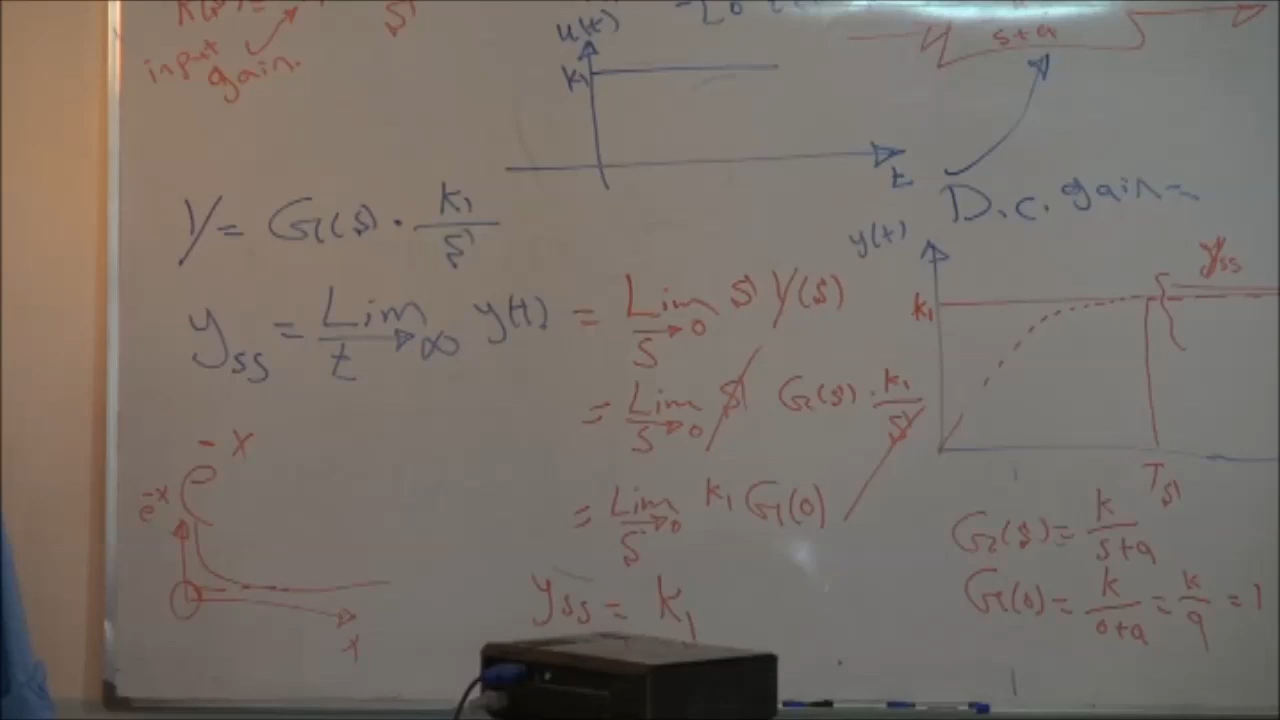 input
gain.
S
u(t)
k₁
t
s+a
D.c. gain =
Y = G(s) · k₁/s
y(t)
k₁
yss
Ts
yss = Lim t→∞ y(t) = Lim s→0 s Y(s)
= Lim s→0 s G(s) · k₁/s
= Lim s→0 k₁ G(0)
yss = k₁
e^-x
e^-x
x
G(s) = k/(s+a)
G(0) = k/(0+a) = k/a = 1